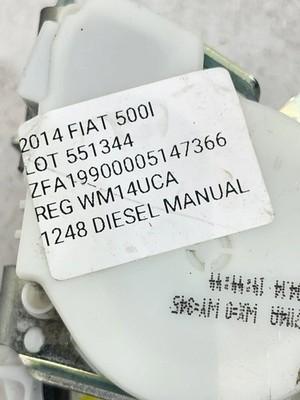 2014 FIAT 500l
LOT 551344
ZFA19900005147366
REG WM14UCA
1248 DIESEL MANUAL